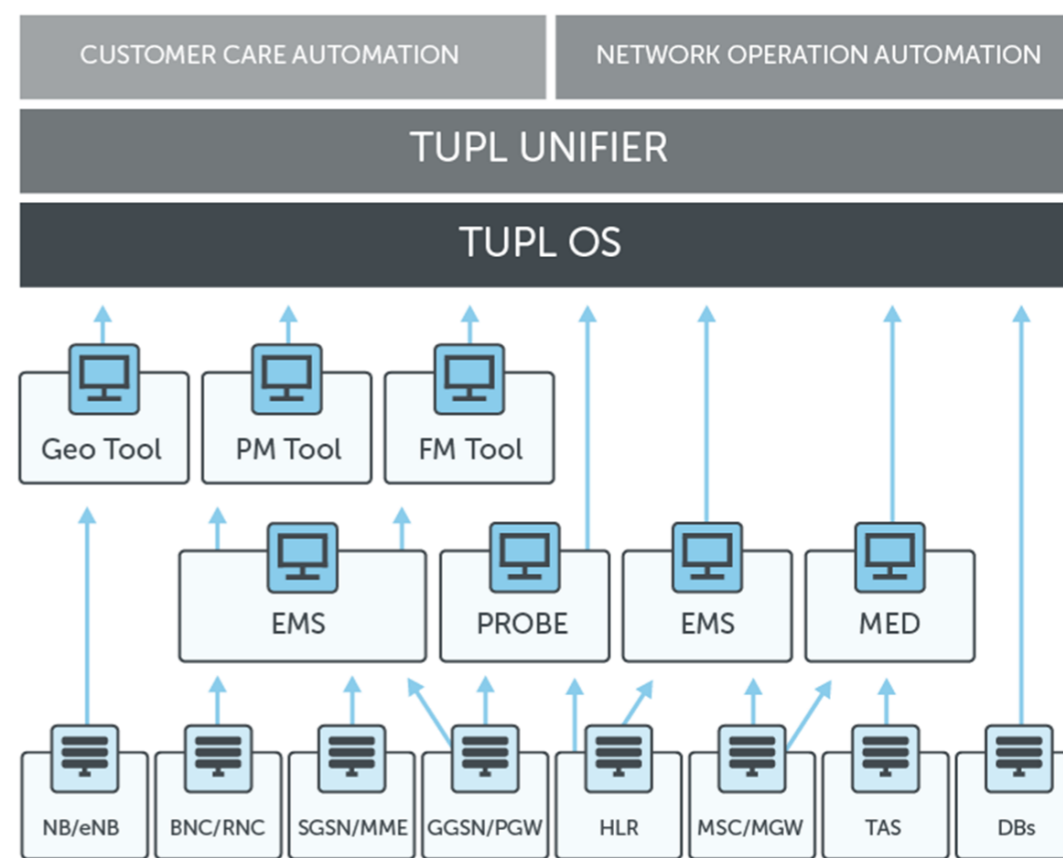 CUSTOMER CARE AUTOMATION
NETWORK OPERATION AUTOMATION
TUPL UNIFIER
TUPL OS
Geo Tool
PM Tool
FM Tool
EMS
PROBE
EMS
MED
NB/eNB
BNC/RNC
SGSN/MME
GGSN/PGW
HLR
MSC/MGW
TAS
DBs